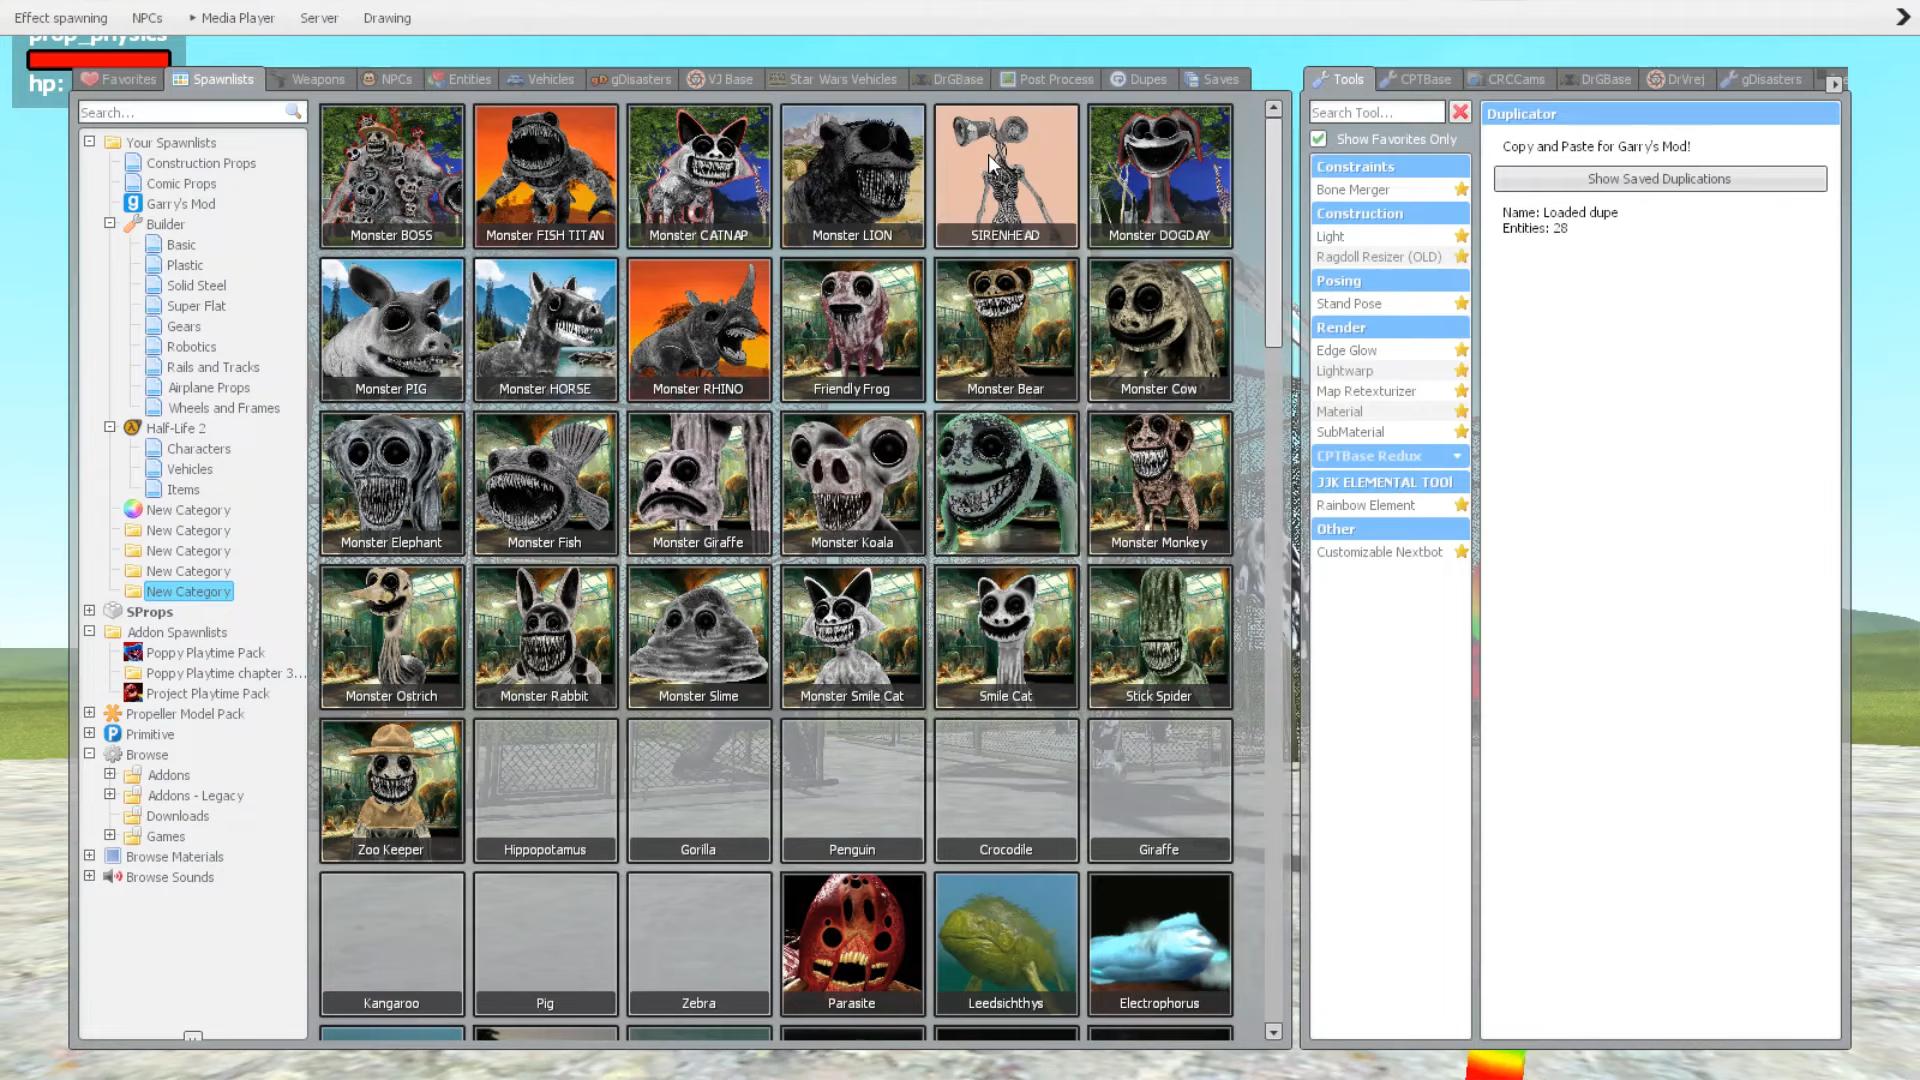 Effect spawning NPCs Media Player Server Drawing
prop_physics
hp:
Favorites Spawnlists Weapons NPCs Entities Vehicles gDisasters VJ Base Star Wars Vehicles DrGBase Post Process Dupes Saves
Search...
Your Spawnlists
Construction Props
Comic Props
Garry's Mod
Builder
Basic
Plastic
Solid Steel
Super Flat
Gears
Robotics
Rails and Tracks
Airplane Props
Wheels and Frames
Half-Life 2
Characters
Vehicles
Items
New Category
New Category
New Category
New Category
New Category
SProps
Addon Spawnlists
Poppy Playtime Pack
Poppy Playtime chapter 3...
Project Playtime Pack
Propeller Model Pack
Primitive
Browse
Addons
Addons - Legacy
Downloads
Games
Browse Materials
Browse Sounds
Monster BOSS Monster FISH TITAN Monster CATNAP Monster LION SIRENHEAD Monster DOGDAY
Monster PIG Monster HORSE Monster RHINO Friendly Frog Monster Bear Monster Cow
Monster Elephant Monster Fish Monster Giraffe Monster Koala Monster Monkey
Monster Ostrich Monster Rabbit Monster Slime Monster Smile Cat Smile Cat Stick Spider
Zoo Keeper Hippopotamus Gorilla Penguin Crocodile Giraffe
Kangaroo Pig Zebra Parasite Leedsichthys Electrophorus
Tools CPTBase CRCCams DrGBase DrVrej gDisasters
Search Tool...
Show Favorites Only
Constraints
Bone Merger
Construction
Light
Ragdoll Resizer (OLD)
Posing
Stand Pose
Render
Edge Glow
Lightwarp
Map Retexturizer
Material
SubMaterial
CPTBase Redux
JJK ELEMENTAL TOOl
Rainbow Element
Other
Customizable Nextbot
Duplicator
Copy and Paste for Garry's Mod!
Show Saved Duplications
Name: Loaded dupe
Entities: 28